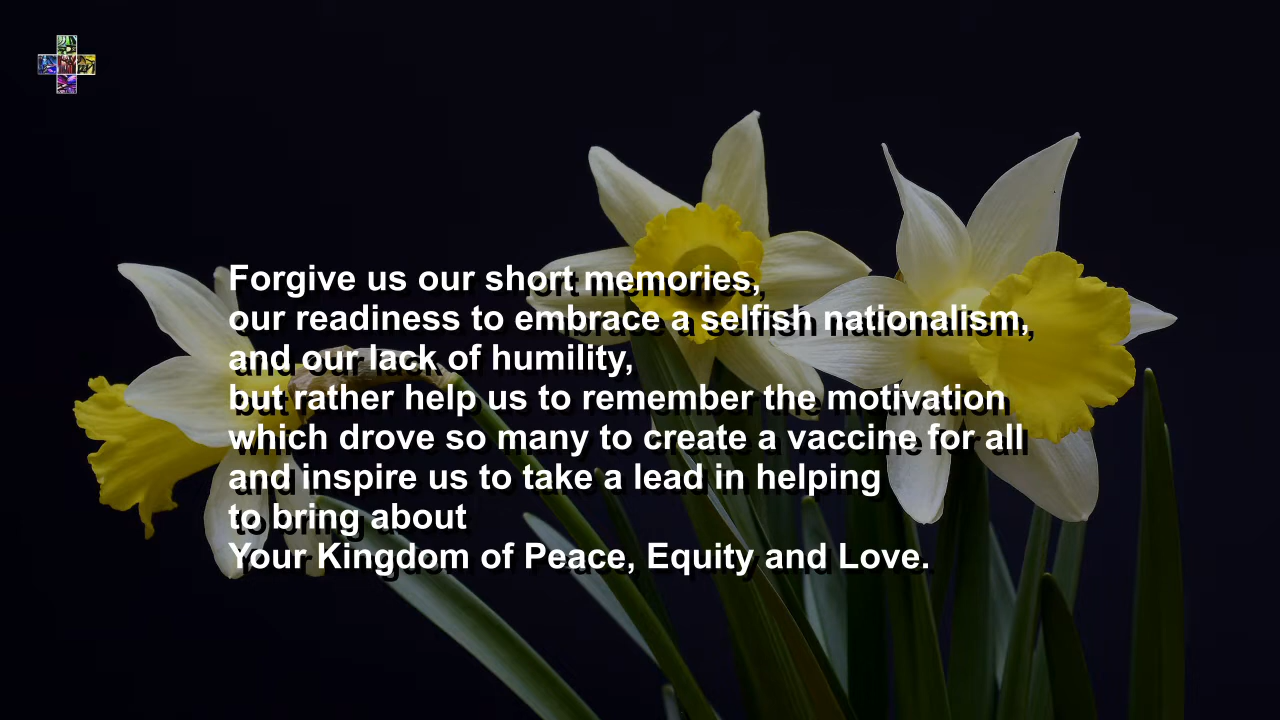 Forgive us our short memories,
our readiness to embrace a selfish nationalism,
and our lack of humility,
but rather help us to remember the motivation
which drove so many to create a vaccine for all
and inspire us to take a lead in helping
to bring about
Your Kingdom of Peace, Equity and Love.